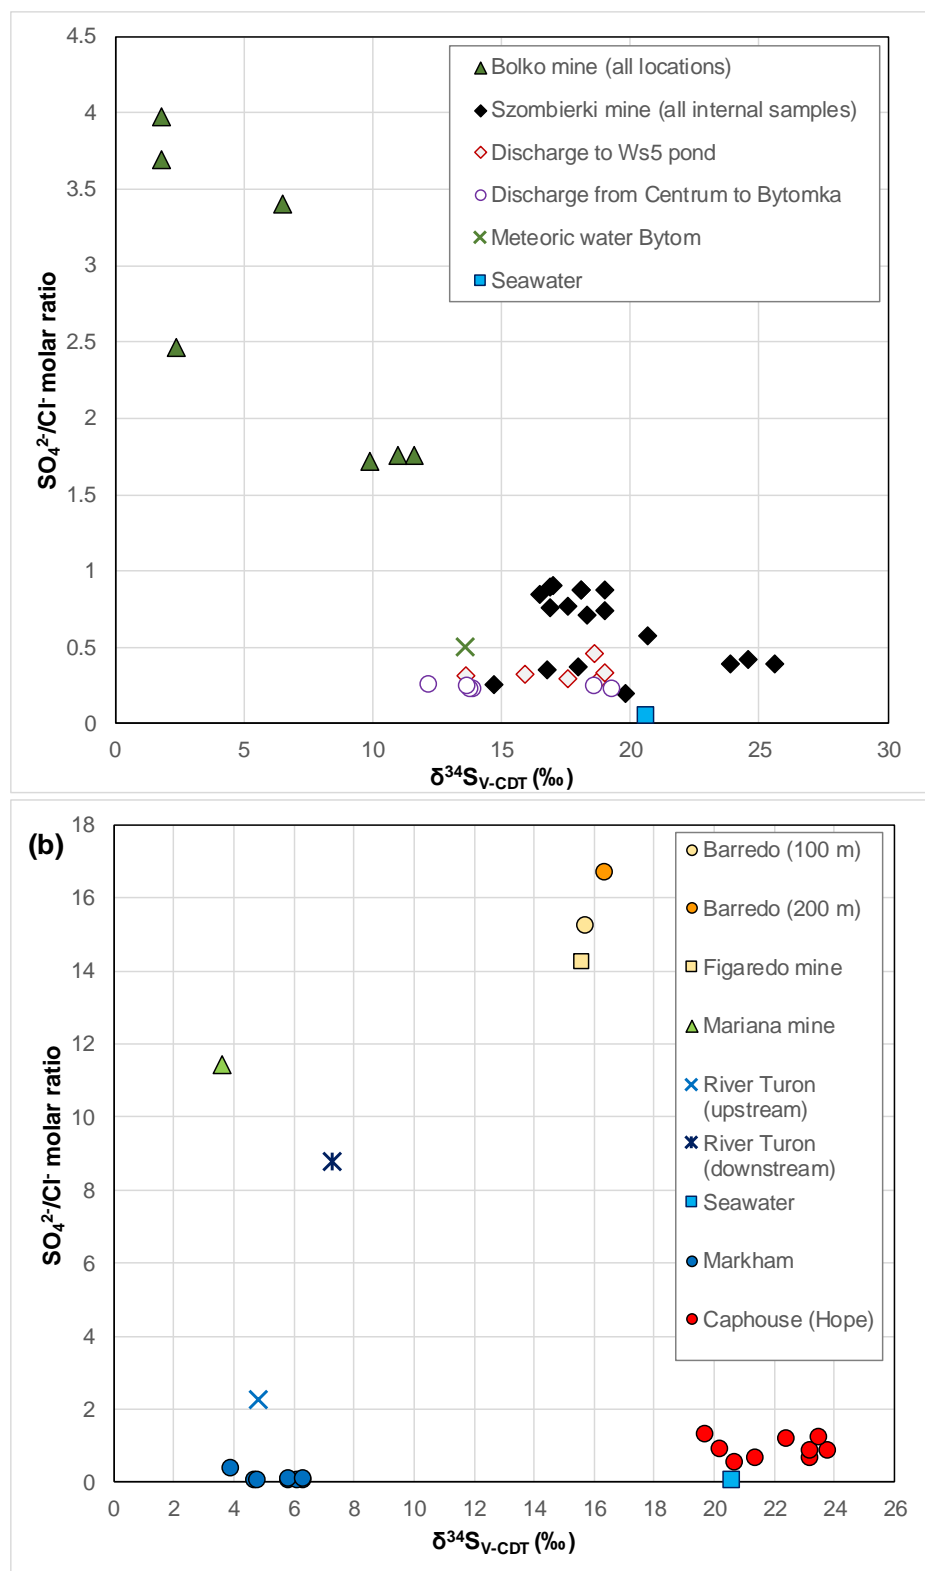 4.5
4
3.5
3
2.5
2
1.5
1
0.5
0
SO₄²⁻/Cl⁻ molar ratio
Bolko mine (all locations)
Szombierki mine (all internal samples)
Discharge to Ws5 pond
Discharge from Centrum to Bytomka
Meteoric water Bytom
Seawater
0 5 10 15 20 25 30
δ³⁴S_V-CDT (‰)
(b)
18
16
14
12
10
8
6
4
2
0
SO₄²⁻/Cl⁻ molar ratio
Barredo (100 m)
Barredo (200 m)
Figaredo mine
Mariana mine
River Turon
(upstream)
River Turon
(downstream)
Seawater
Markham
Caphouse (Hope)
0 2 4 6 8 10 12 14 16 18 20 22 24 26
δ³⁴S_V-CDT (‰)